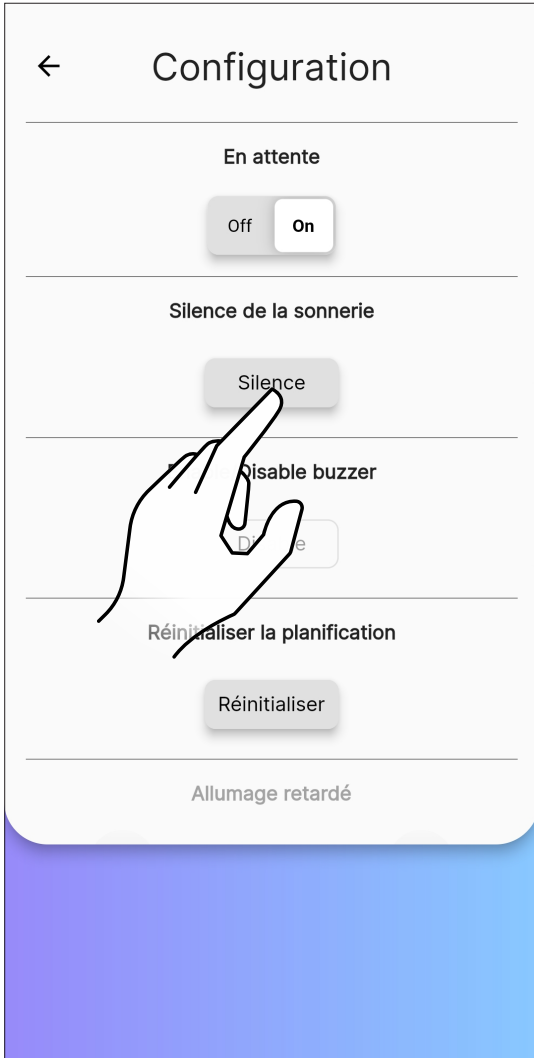 Configuration
En attente
Off On
Silence de la sonnerie
Silence
Disable buzzer
Réinitialiser la planification
Réinitialiser
Allumage retardé